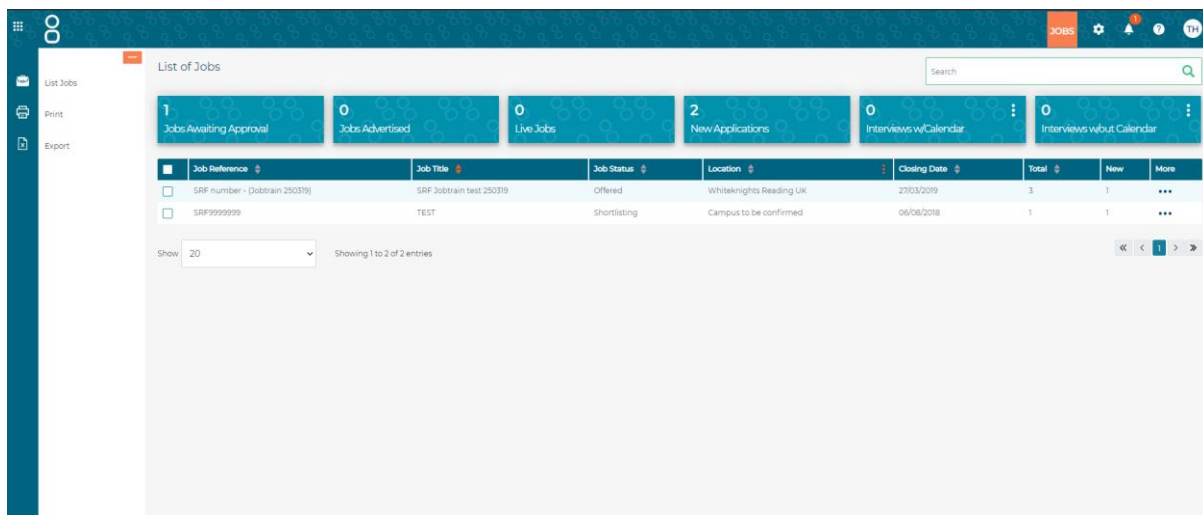 JOBS
1
TH
List Jobs
Print
Export
List of Jobs
Search
1
Jobs Awaiting Approval
0
Jobs Advertised
0
Live Jobs
2
New Applications
0
Interviews w/Calendar
0
Interviews w/out Calendar
Job Reference Job Title Job Status Location Closing Date Total New More
SRF number - (Jobtrain 250319) SRF Jobtrain test 250319 Offered Whiteknights Reading UK 27/03/2019 3 1
SRF9999999 TEST Shortlisting Campus to be confirmed 06/08/2018 1 1
Show 20 Showing 1 to 2 of 2 entries « < 1 > »